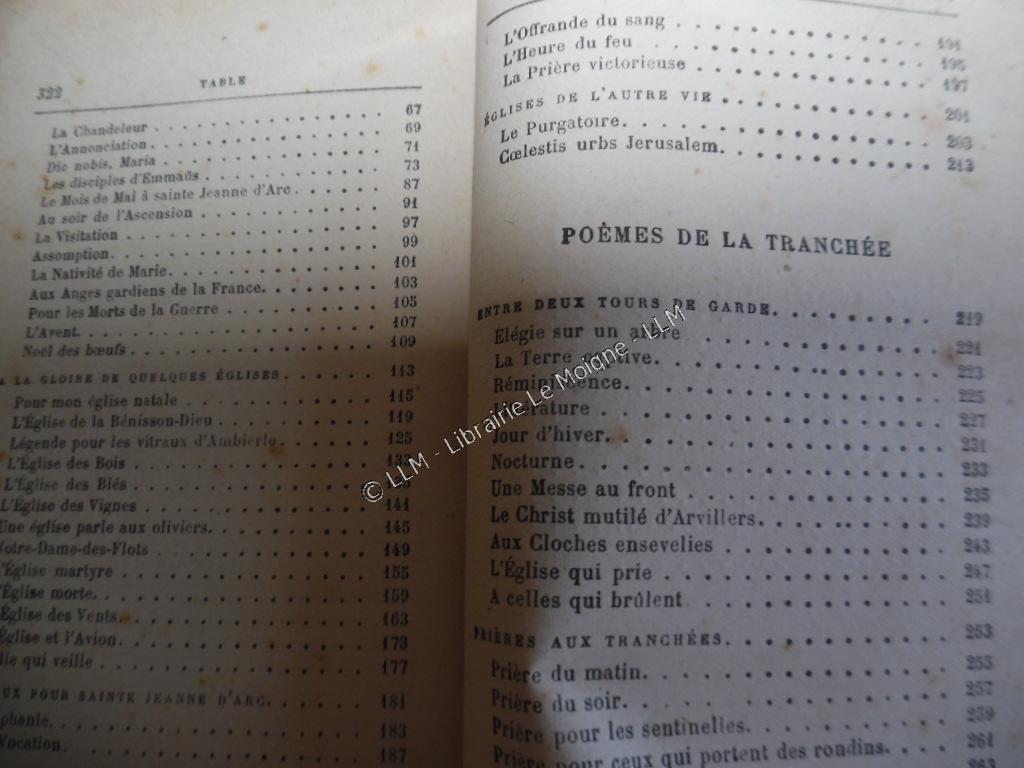 322
TABLE
La Chandeleur . . . . . . . . . . . . . . 67
L'Annonciation . . . . . . . . . . . . . . 69
Dic nobis, Maria . . . . . . . . . . . . . 71
Les disciples d'Emmaüs . . . . . . . . . . 73
Le Mois de Mai à sainte Jeanne d'Arc . . . . . 87
Au soir de l'Ascension . . . . . . . . . . . 91
La Visitation . . . . . . . . . . . . . . 97
Assomption. . . . . . . . . . . . . . . . 99
La Nativité de Marie. . . . . . . . . . . . 101
Aux Anges gardiens de la France. . . . . . . 103
Pour les Morts de la Guerre . . . . . . . . . 105
L'Avent. . . . . . . . . . . . . . . . . 107
Noël des bœufs . . . . . . . . . . . . . . 109
A LA GLOIRE DE QUELQUES ÉGLISES. . . . . . . 113
Pour mon église natale . . . . . . . . . . . 115
L'Église de la Bénisson-Dieu . . . . . . . . . 119
Légende pour les vitraux d'Ambierle . . . . . . 125
L'Église des Bois . . . . . . . . . . . . . 133
L'Église des Blés . . . . . . . . . . . . .
L'Église des Vignes . . . . . . . . . . . . 141
Une église parle aux oliviers. . . . . . . . . 145
Notre-Dame-des-Flots . . . . . . . . . . . 149
l'Église martyre . . . . . . . . . . . . . 155
'Église morte. . . . . . . . . . . . . . . 159
Église des Vents. . . . . . . . . . . . . . 163
Église et l'Avion. . . . . . . . . . . . . . 173
lle qui veille . . . . . . . . . . . . . . 177
UX POUR SAINTE JEANNE D'ARC. . . . . . . . 181
phanie. . . . . . . . . . . . . . . . . 183
Vocation . . . . . . . . . . . . . . . . 187
L'Offrande du sang . . . . . . . . . . . . 191
L'Heure du feu . . . . . . . . . . . . . 195
La Prière victorieuse . . . . . . . . . . . 197
ÉGLISES DE L'AUTRE VIE . . . . . . . . . . 201
Le Purgatoire. . . . . . . . . . . . . . 203
Cœlestis urbs Jerusalem. . . . . . . . . . 213
POÈMES DE LA TRANCHÉE
ENTRE DEUX TOURS DE GARDE. . . . . . . . . 219
Élégie sur un arbre . . . . . . . . . . . . 221
La Terre . . . . . . . . . . . . 223
Réminiscence. . . . . . . . . . . . . . 225
Littérature . . . . . . . . . . . . . . 227
Jour d'hiver. . . . . . . . . . . . . . 231
Nocturne. . . . . . . . . . . . . . . . 233
Une Messe au front . . . . . . . . . . . 235
Le Christ mutilé d'Arvillers. . . . . . . . . 239
Aux Cloches ensevelies . . . . . . . . . . 243
L'Église qui prie . . . . . . . . . . . . 247
A celles qui brûlent . . . . . . . . . . . 251
PRIÈRES AUX TRANCHÉES. . . . . . . . . . 253
Prière du matin. . . . . . . . . . . . . 255
Prière du soir. . . . . . . . . . . . . . 257
Prière pour les sentinelles. . . . . . . . . 259
Prière pour ceux qui portent des rondins. . . . 261
263
© LLM - Librairie Le Moigne - LLM